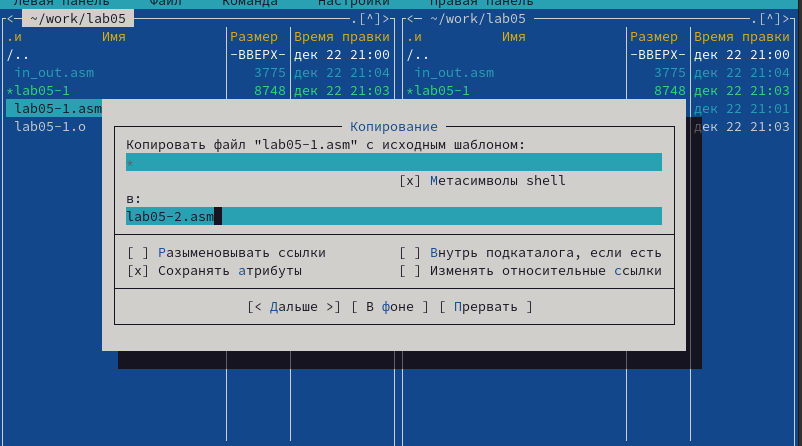 Левая панель Файл Команда Настройки Правая панель
<— ~/work/lab05 .[^]> <— ~/work/lab05 .[^]>
.и Имя Размер Время правки .и Имя Размер Время правки
/.. -ВВЕРХ- дек 22 21:00 /.. -ВВЕРХ- дек 22 21:00
in_out.asm 3775 дек 22 21:04 in_out.asm 3775 дек 22 21:04
*lab05-1 8748 дек 22 21:03 *lab05-1 8748 дек 22 21:03
lab05-1.asm дек 22 21:01
lab05-1.o дек 22 21:03
Копирование
Копировать файл "lab05-1.asm" с исходным шаблоном:
*
[x] Метасимволы shell
в:
lab05-2.asm
[ ] Разыменовывать ссылки [ ] Внутрь подкаталога, если есть
[x] Сохранять атрибуты [ ] Изменять относительные ссылки
[< Дальше >] [ В фоне ] [ Прервать ]